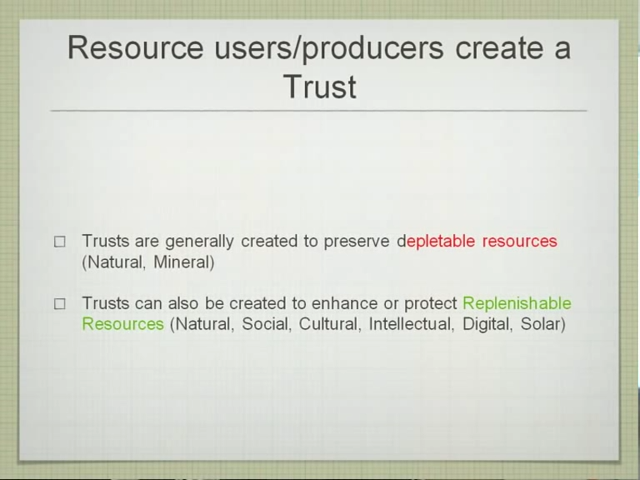 Resource users/producers create a
Trust
Trusts are generally created to preserve depletable resources
(Natural, Mineral)
Trusts can also be created to enhance or protect Replenishable
Resources (Natural, Social, Cultural, Intellectual, Digital, Solar)